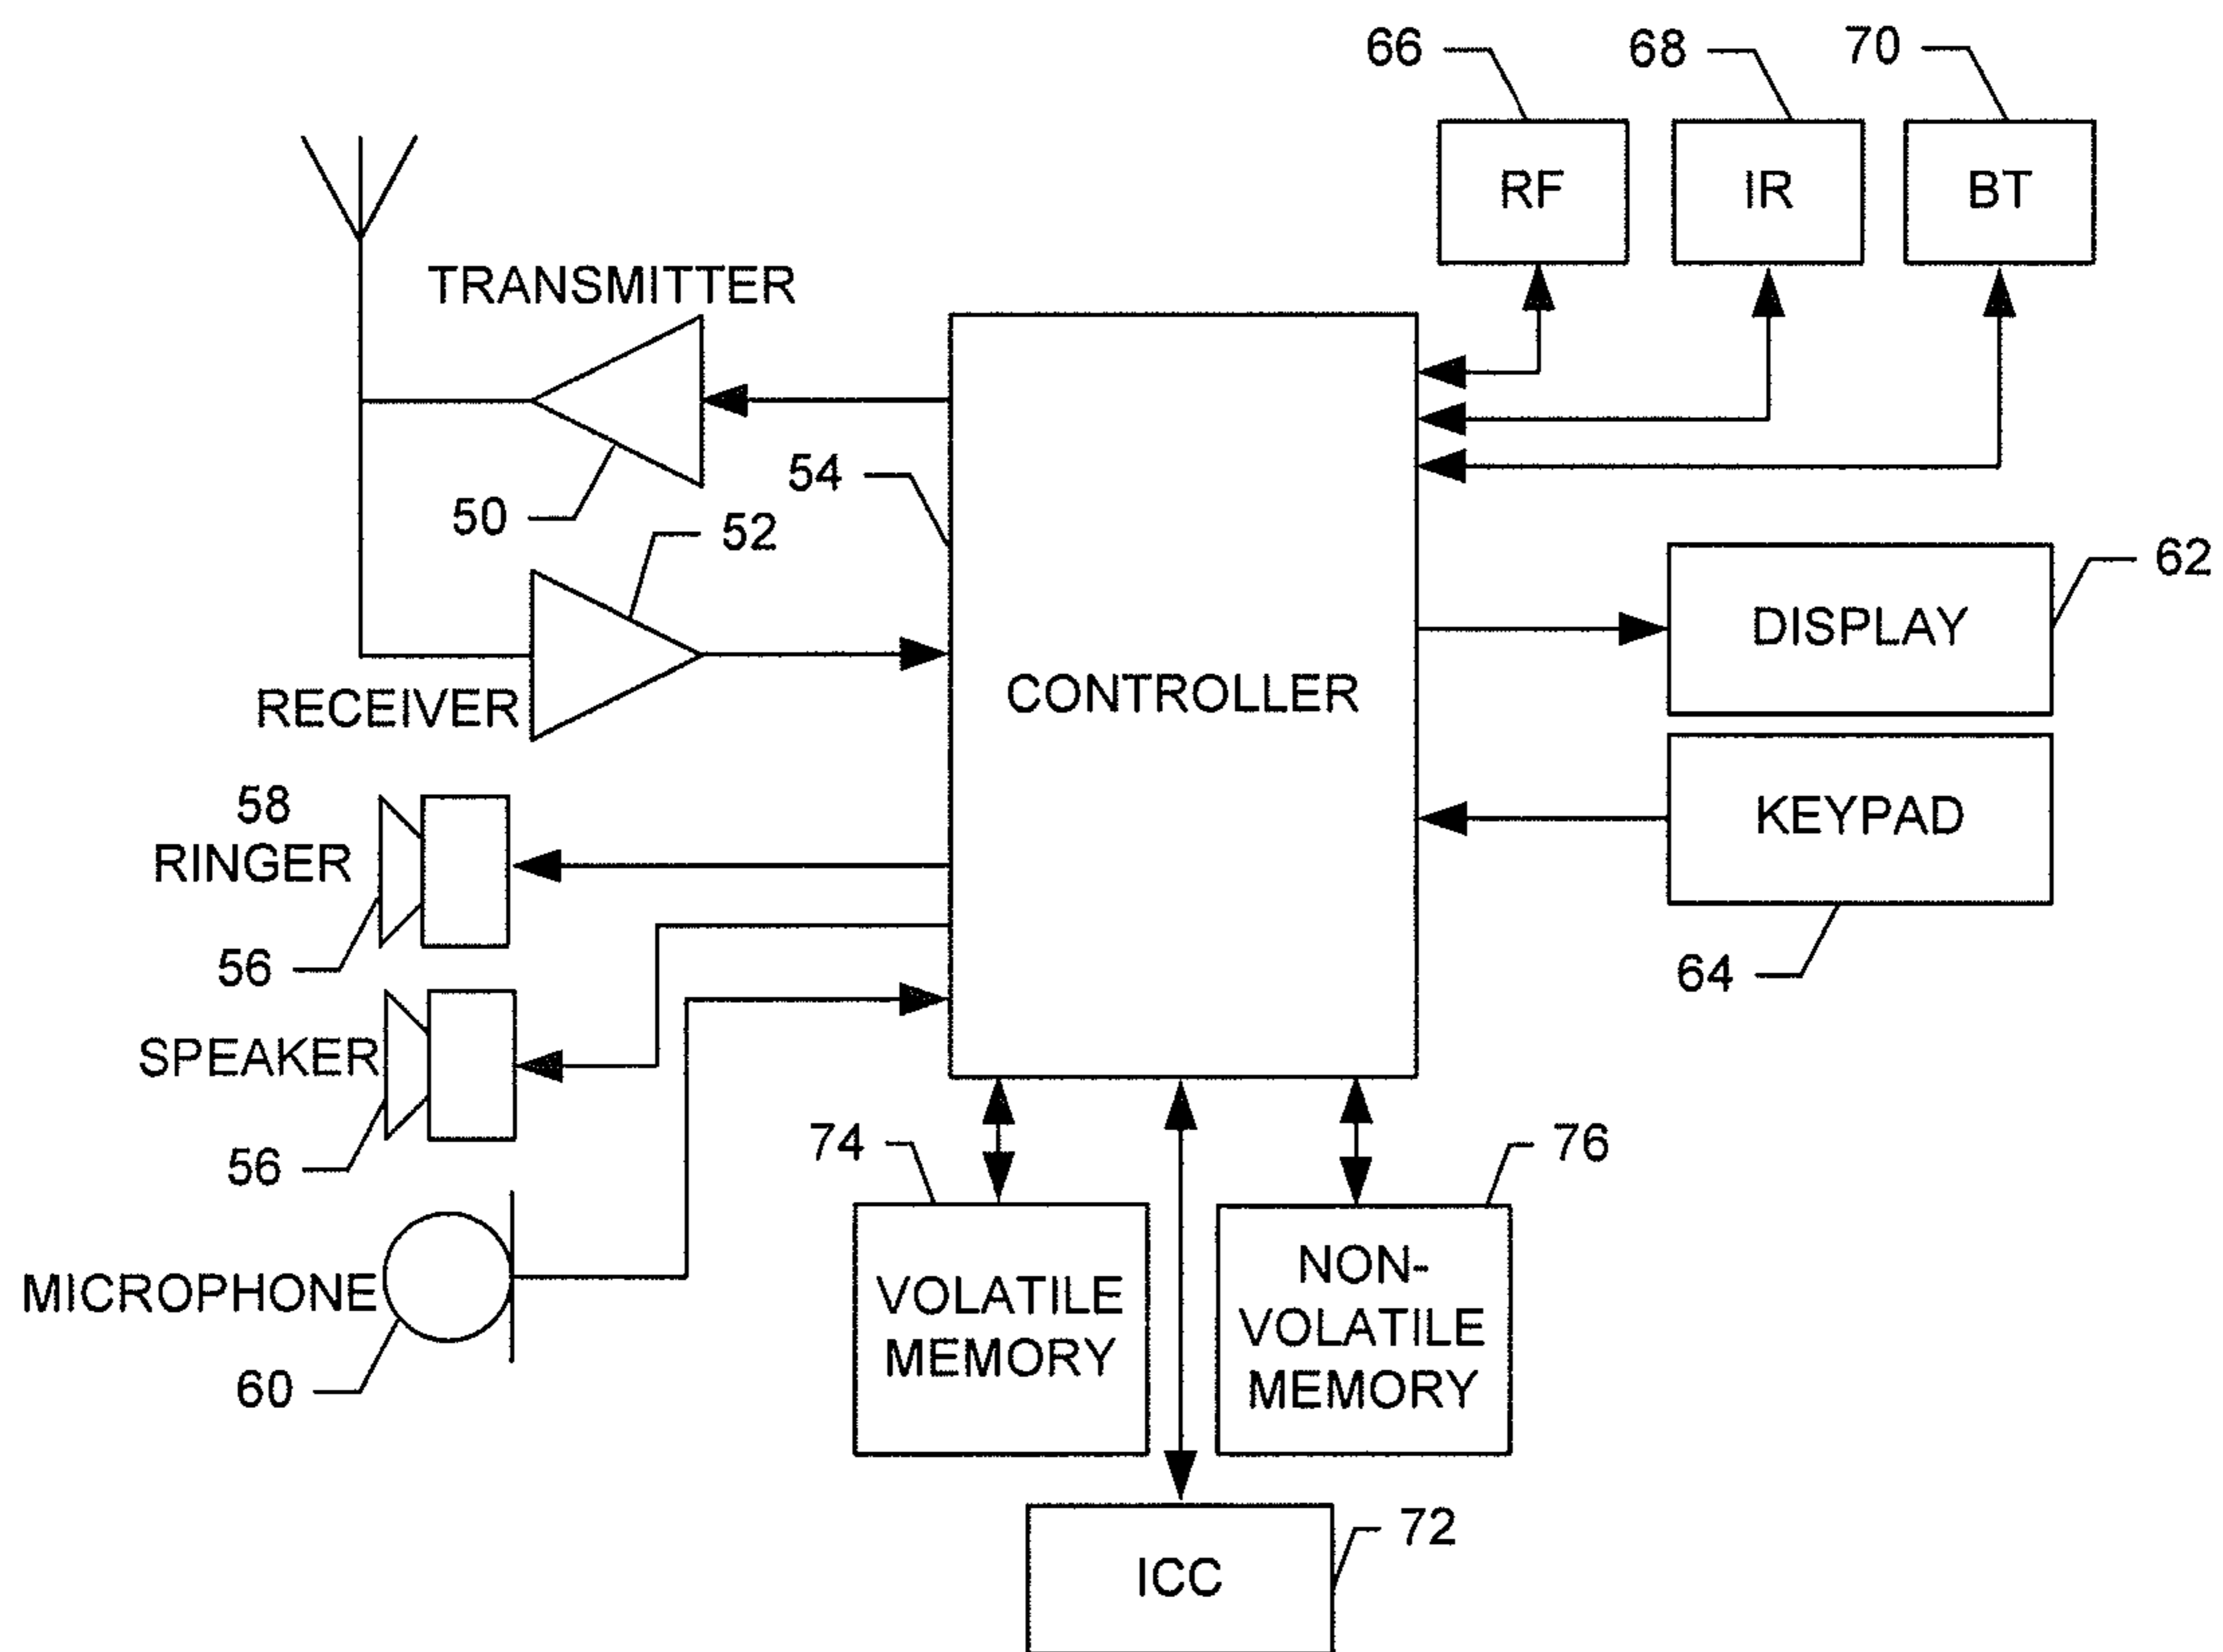 66
68
70
RF
IR
BT
TRANSMITTER
50
52
54
RECEIVER
CONTROLLER
DISPLAY
62
KEYPAD
64
58
RINGER
56
SPEAKER
56
MICROPHONE
60
74
VOLATILE
MEMORY
76
NON-
VOLATILE
MEMORY
72
ICC